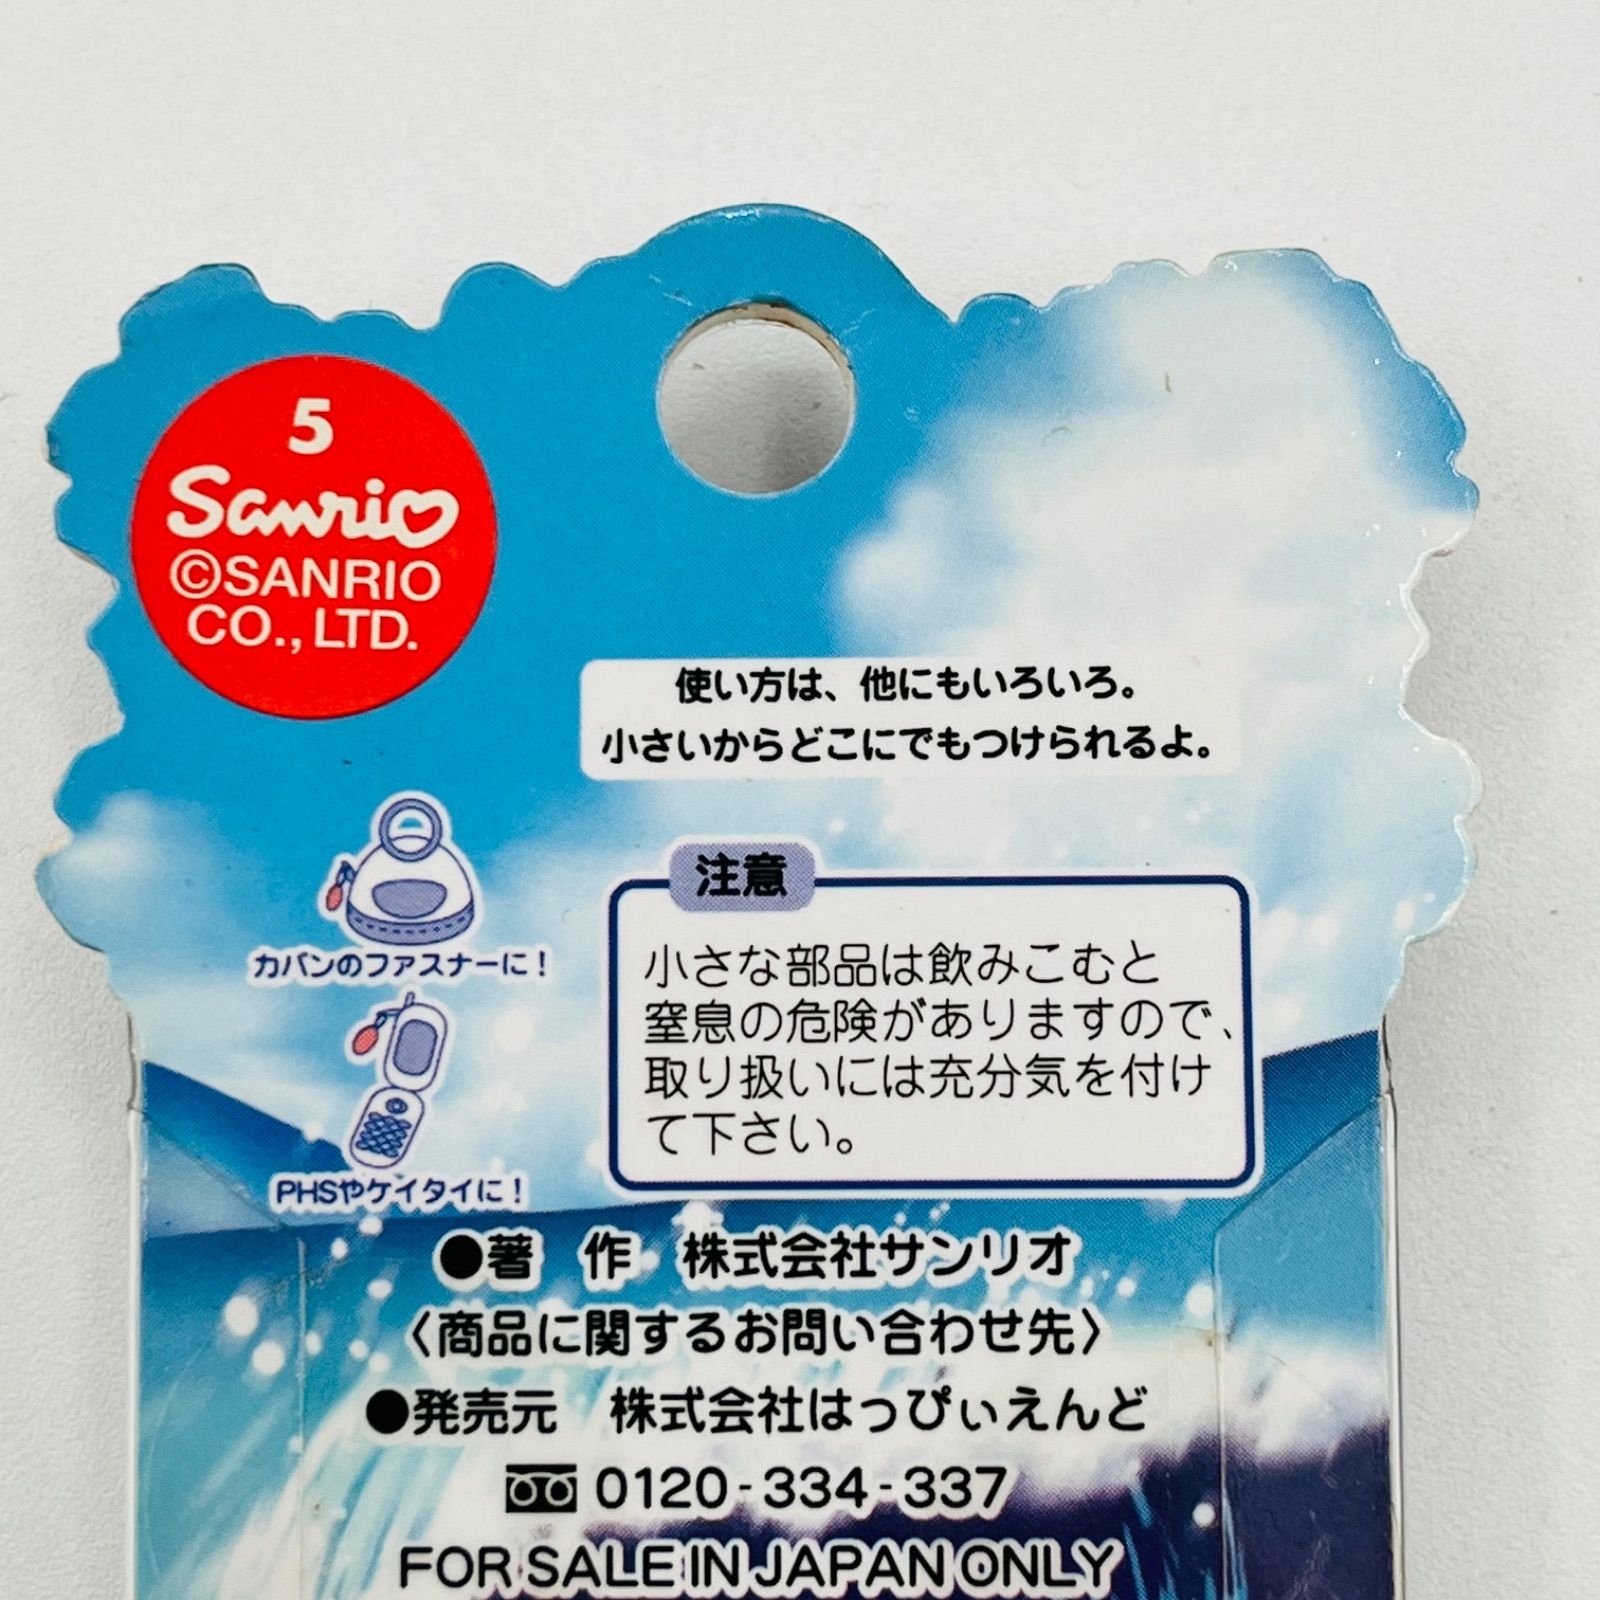 5
Sanrio
©SANRIO
CO., LTD.
使い方は、他にもいろいろ。
小さいからどこにでもつけられるよ。
カバンのファスナーに!
PHSやケイタイに!
注意
小さな部品は飲みこむと
窒息の危険がありますので、
取り扱いには充分気を付け
て下さい。
●著 作 株式会社サンリオ
〈商品に関するお問い合わせ先〉
●発売元 株式会社はっぴぃえんど
0120-334-337
FOR SALE IN JAPAN ONLY